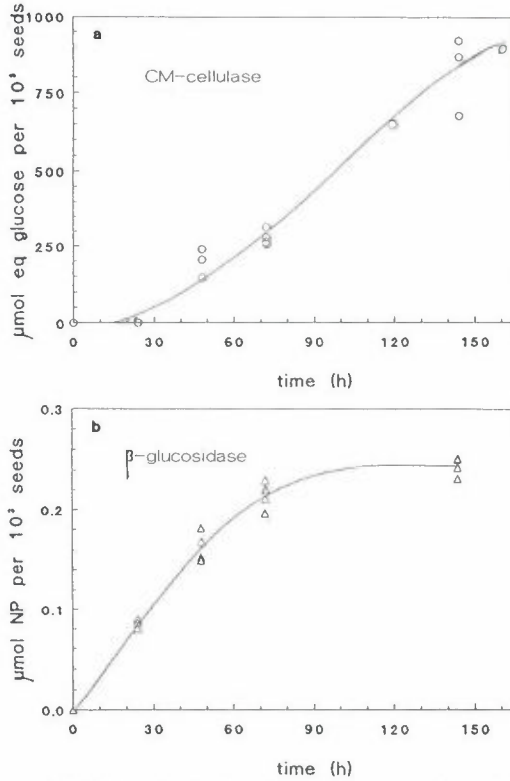 1000
a
CM-cellulase
750
500
250
0
0 30 60 90 120 150
time (h)
μmol eq glucose per 10³ seeds
0.3
b
β-glucosidase
0.2
0.1
0.0
0 30 60 90 120 150
time (h)
μmol NP per 10³ seeds